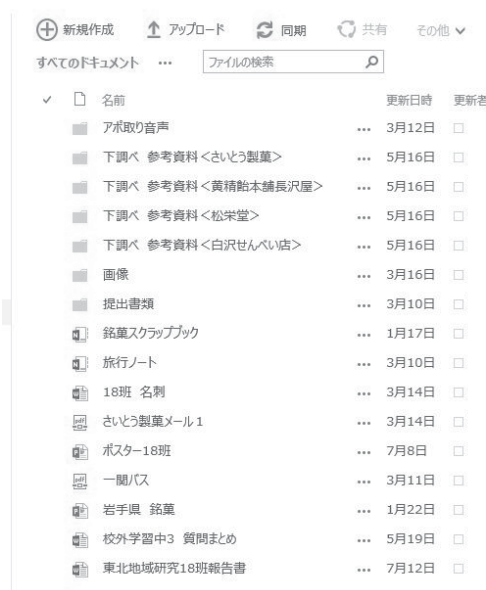 新規作成 アップロード 同期 共有 その他
すべてのドキュメント ••• ファイルの検索
名前 更新日時 更新者
アポ取り音声 ••• 3月12日
下調べ 参考資料＜さいとう製菓＞ ••• 5月16日
下調べ 参考資料＜黄精飴本舗長沢屋＞ ••• 5月16日
下調べ 参考資料＜松栄堂＞ ••• 5月16日
下調べ 参考資料＜白沢せんべい店＞ ••• 5月16日
画像 ••• 3月16日
提出書類 ••• 3月10日
銘菓スクラップブック ••• 1月17日
旅行ノート ••• 3月10日
18班 名刺 ••• 3月14日
さいとう製菓メール1 ••• 3月14日
ポスター18班 ••• 7月8日
一関バス ••• 3月11日
岩手県 銘菓 ••• 1月22日
校外学習中3 質問まとめ ••• 5月19日
東北地域研究18班報告書 ••• 7月12日